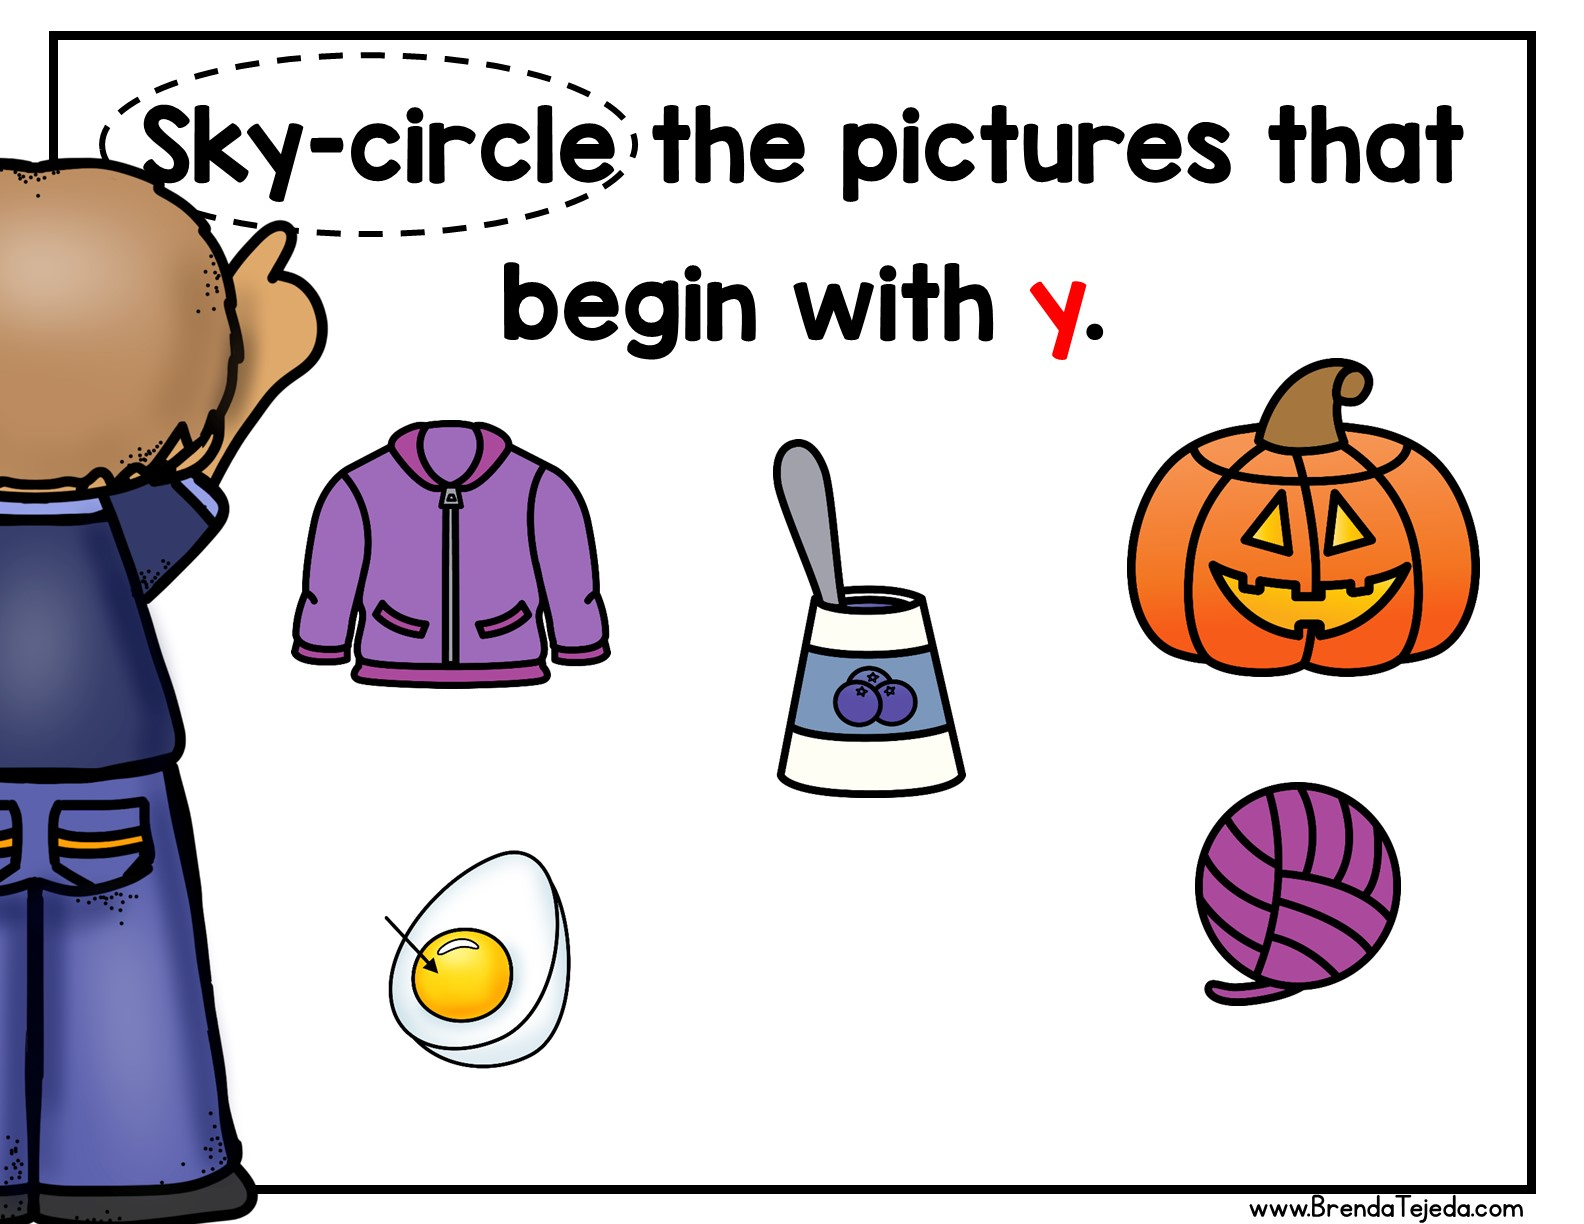 Sky-circle the pictures that
begin with y.
www.BrendaTejeda.com